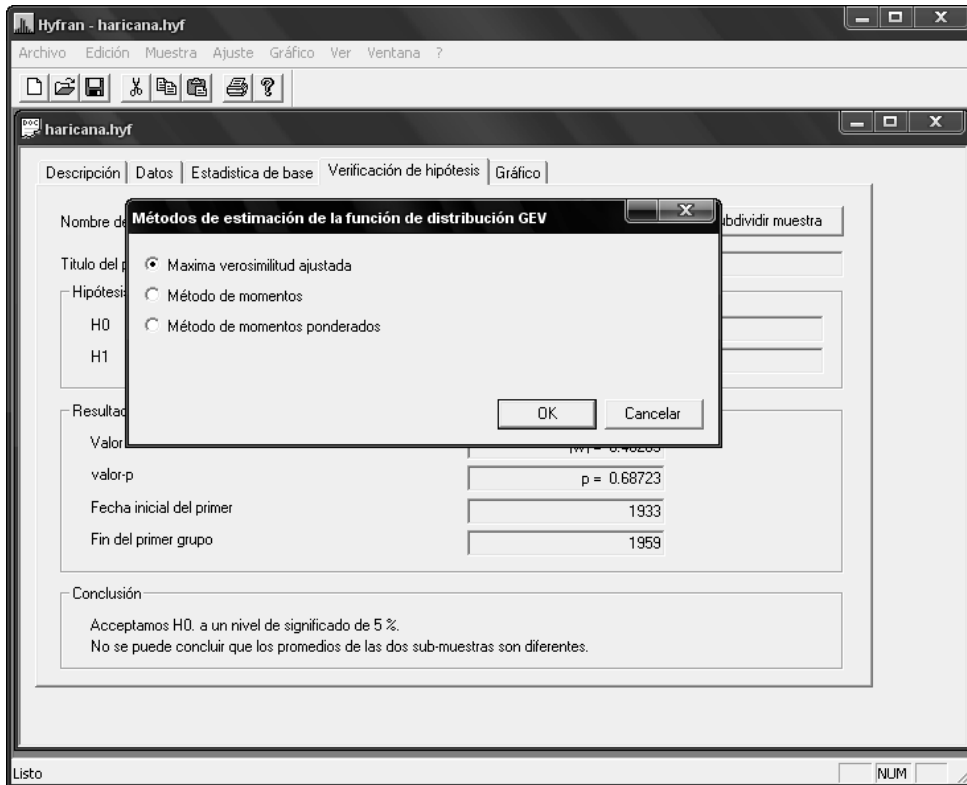 Hyfran - haricana.hyf
Archivo Edición Muestra Ajuste Gráfico Ver Ventana ?
haricana.hyf
Descripción Datos Estadistica de base Verificación de hipótesis Gráfico
Nombre de
ubdividir muestra
Métodos de estimación de la función de distribución GEV
Titulo del p
Maxima verosimilitud ajustada
Hipótesis
Método de momentos
H0
Método de momentos ponderados
H1
OK Cancelar
Resultad
Valor
valor-p p = 0.68723
Fecha inicial del primer 1933
Fin del primer grupo 1959
Conclusión
Acceptamos H0. a un nivel de significado de 5 %.
No se puede concluir que los promedios de las dos sub-muestras son diferentes.
Listo NUM